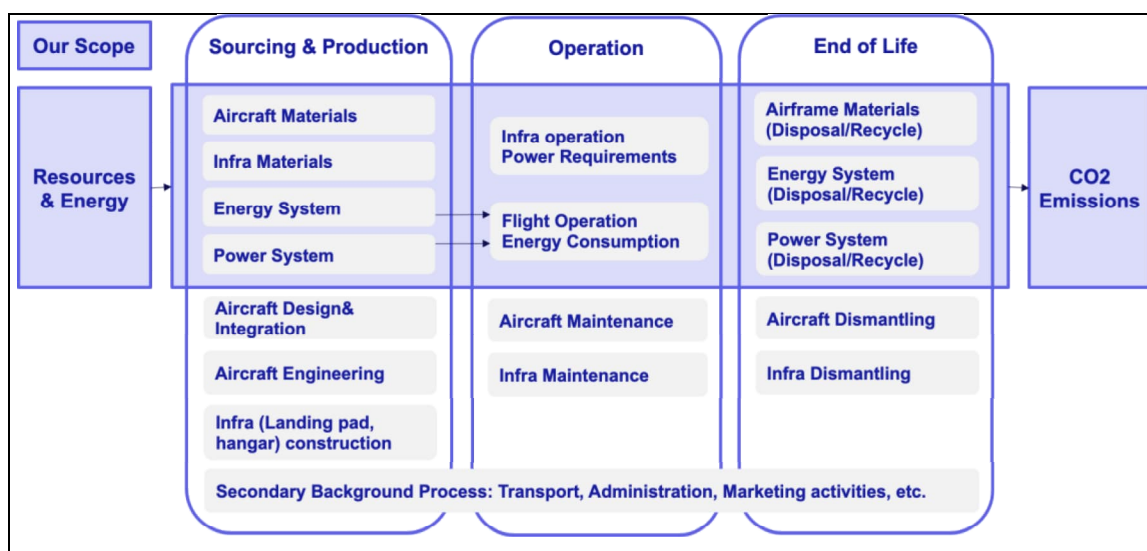 Our Scope
Sourcing & Production
Operation
End of Life
Resources
& Energy
Aircraft Materials
Infra Materials
Energy System
Power System
Infra operation
Power Requirements
Flight Operation
Energy Consumption
Airframe Materials
(Disposal/Recycle)
Energy System
(Disposal/Recycle)
Power System
(Disposal/Recycle)
CO2
Emissions
Aircraft Design&
Integration
Aircraft Engineering
Infra (Landing pad,
hangar) construction
Aircraft Maintenance
Infra Maintenance
Aircraft Dismantling
Infra Dismantling
Secondary Background Process: Transport, Administration, Marketing activities, etc.